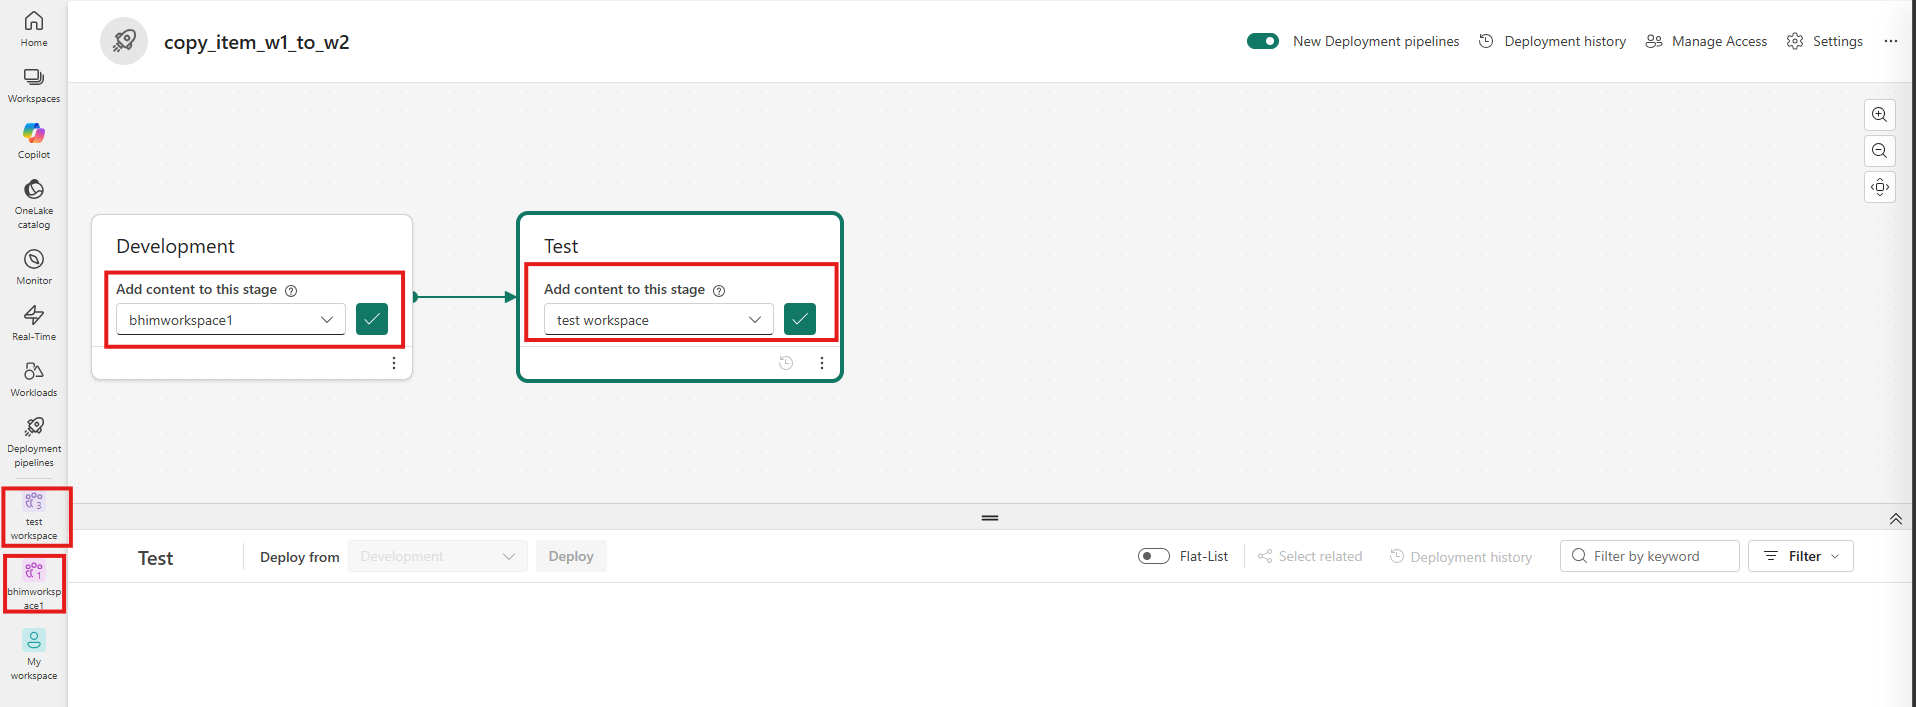 Home
Workspaces
Copilot
OneLake
catalog
Monitor
Real-Time
Workloads
Deployment
pipelines
3
test
workspace
1
bhimworksp
ace1
My
workspace
copy_item_w1_to_w2
New Deployment pipelines
Deployment history
Manage Access
Settings
Development
Add content to this stage
bhimworkspace1
Test
Add content to this stage
test workspace
Test
Deploy from
Development
Deploy
Flat-List
Select related
Deployment history
Filter by keyword
Filter